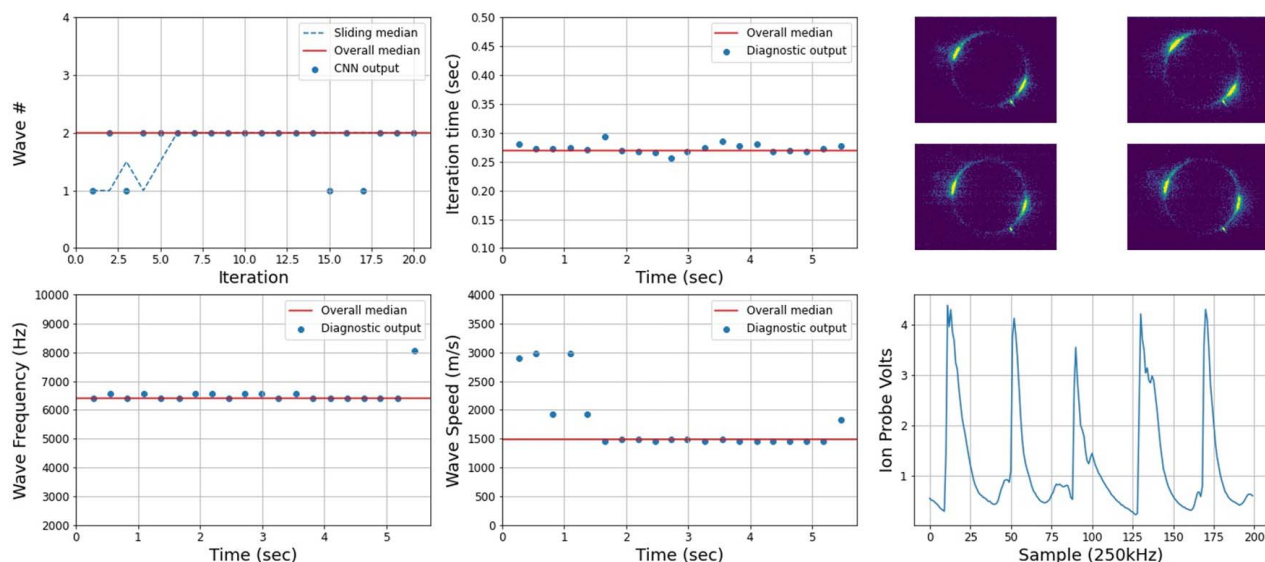 4
3
2
1
0
Wave #
Sliding median
Overall median
CNN output
0.0 2.5 5.0 7.5 10.0 12.5 15.0 17.5 20.0
Iteration
0.50
0.45
0.40
0.35
0.30
0.25
0.20
0.15
0.10
Iteration time (sec)
Overall median
Diagnostic output
0 1 2 3 4 5
Time (sec)
10000
9000
8000
7000
6000
5000
4000
3000
2000
Wave Frequency (Hz)
Overall median
Diagnostic output
0 1 2 3 4 5
Time (sec)
4000
3500
3000
2500
2000
1500
1000
500
0
Wave Speed (m/s)
Overall median
Diagnostic output
0 1 2 3 4 5
Time (sec)
4
3
2
1
Ion Probe Volts
0 25 50 75 100 125 150 175 200
Sample (250kHz)